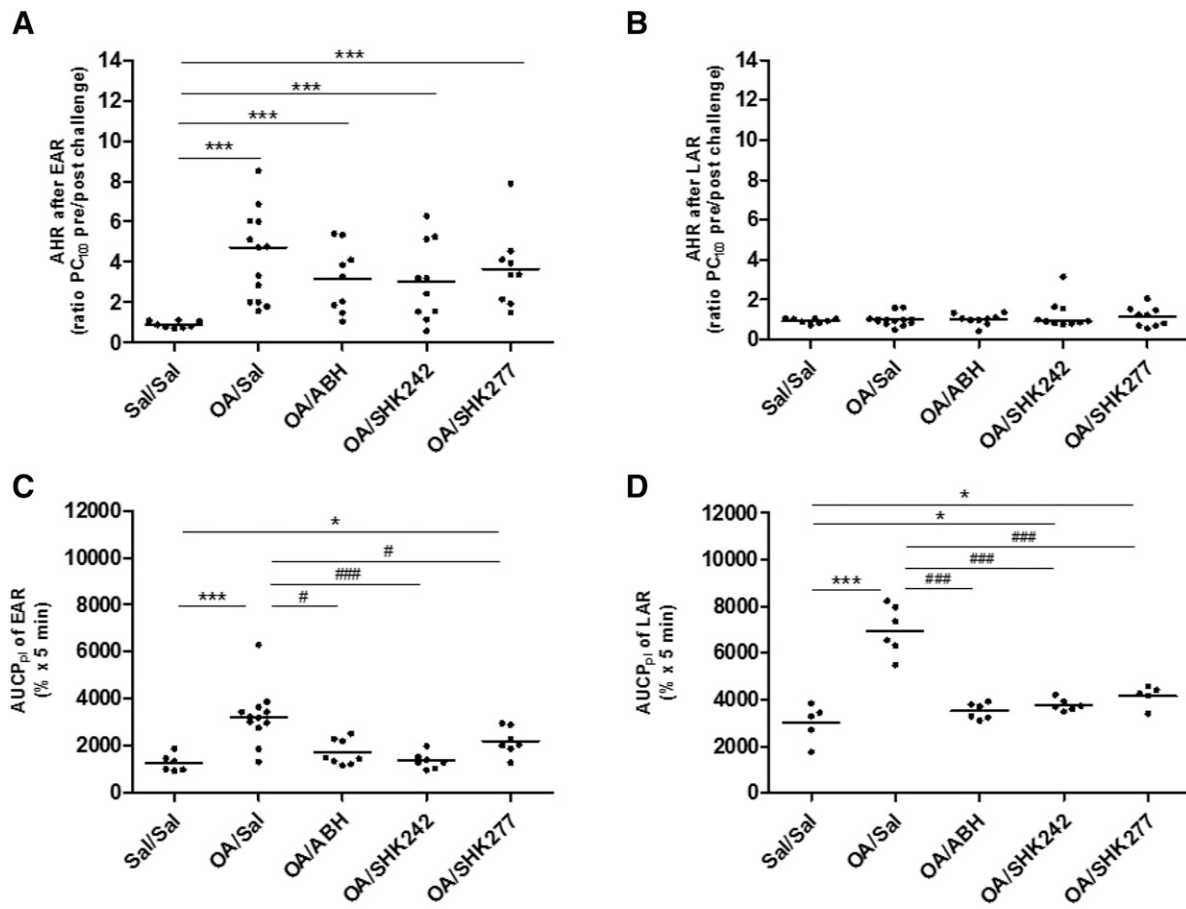 A
AHR after EAR
(ratio PC100 pre/post challenge)
14
12
10
8
6
4
2
0
***
***
***
***
Sal/Sal
OA/Sal
OA/ABH
OA/SHK242
OA/SHK277
B
AHR after LAR
(ratio PC100 pre/post challenge)
14
12
10
8
6
4
2
0
Sal/Sal
OA/Sal
OA/ABH
OA/SHK242
OA/SHK277
C
AUCPpl of EAR
(% x 5 min)
12000
10000
8000
6000
4000
2000
0
*
#
###
***
#
Sal/Sal
OA/Sal
OA/ABH
OA/SHK242
OA/SHK277
D
AUCPpl of LAR
(% x 5 min)
12000
10000
8000
6000
4000
2000
0
*
*
###
###
***
###
Sal/Sal
OA/Sal
OA/ABH
OA/SHK242
OA/SHK277